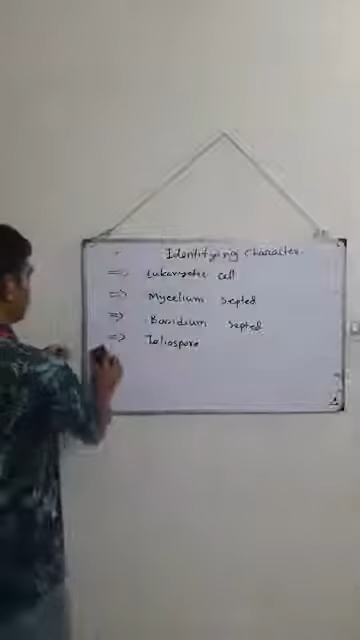 Identifying character
=> Eukaryotic cell
=> Mycelium septed
=> Basidium septed
=> Teliospore